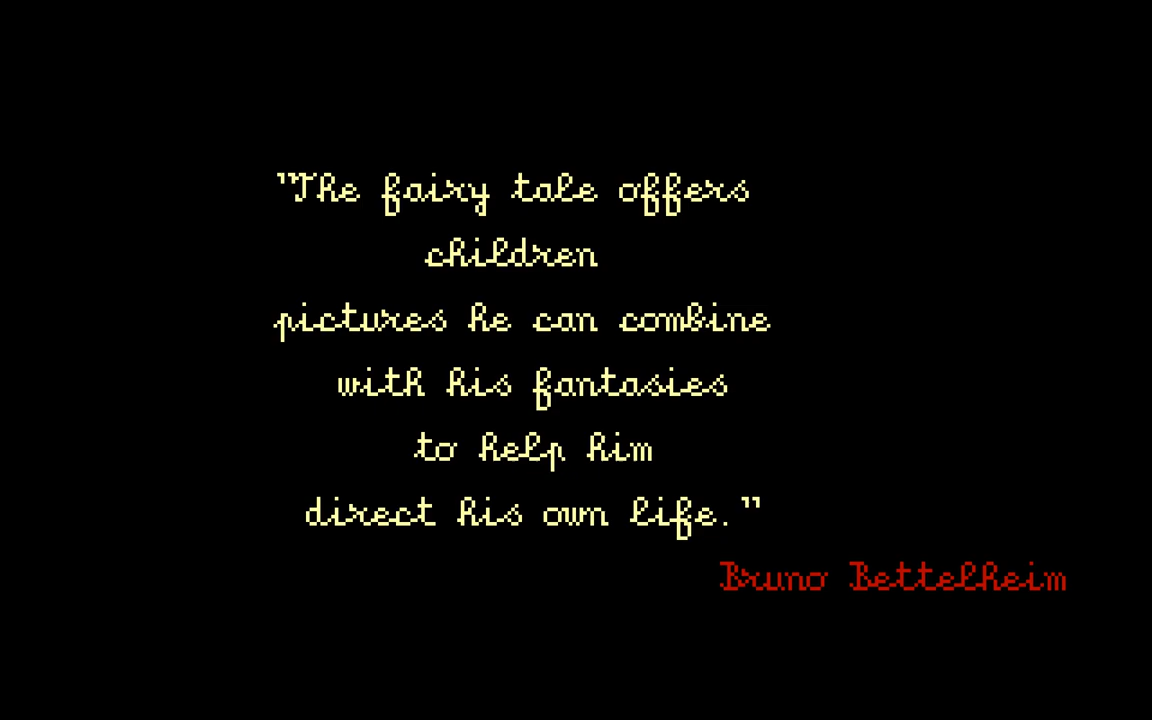 "The fairy tale offers
children
pictures he can combine
with his fantasies
to help him
direct his own life."
Bruno Bettelheim